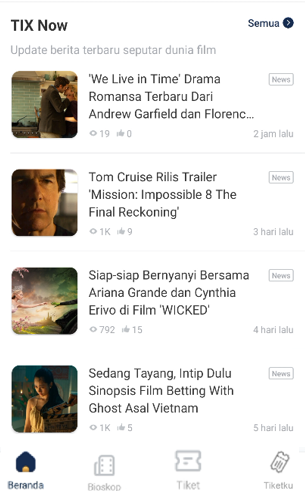 TIX Now
Semua
Update berita terbaru seputar dunia film
'We Live in Time' Drama
News
Romansa Terbaru Dari
Andrew Garfield dan Florenc...
19 0
2 jam lalu
Tom Cruise Rilis Trailer
News
'Mission: Impossible 8 The
Final Reckoning'
1K 9
3 hari lalu
Siap-siap Bernyanyi Bersama
News
Ariana Grande dan Cynthia
Erivo di Film 'WICKED'
792 15
4 hari lalu
Sedang Tayang, Intip Dulu
News
Sinopsis Film Betting With
Ghost Asal Vietnam
1K 5
5 hari lalu
Beranda
Bioskop
Tiket
Tiketku